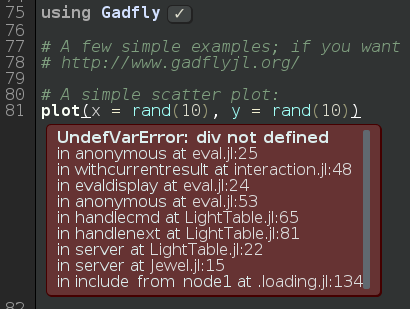 75 using Gadfly ✓
76
77 # A few simple examples; if you want
78 # http://www.gadflyjl.org/
79
80 # A simple scatter plot:
81 plot(x = rand(10), y = rand(10))
UndefVarError: div not defined
in anonymous at eval.jl:25
in withcurrentresult at interaction.jl:48
in evaldisplay at eval.jl:24
in anonymous at eval.jl:53
in handlecmd at LightTable.jl:65
in handlenext at LightTable.jl:81
in server at LightTable.jl:22
in server at Jewel.jl:15
in include_from_node1 at .loading.jl:134
82